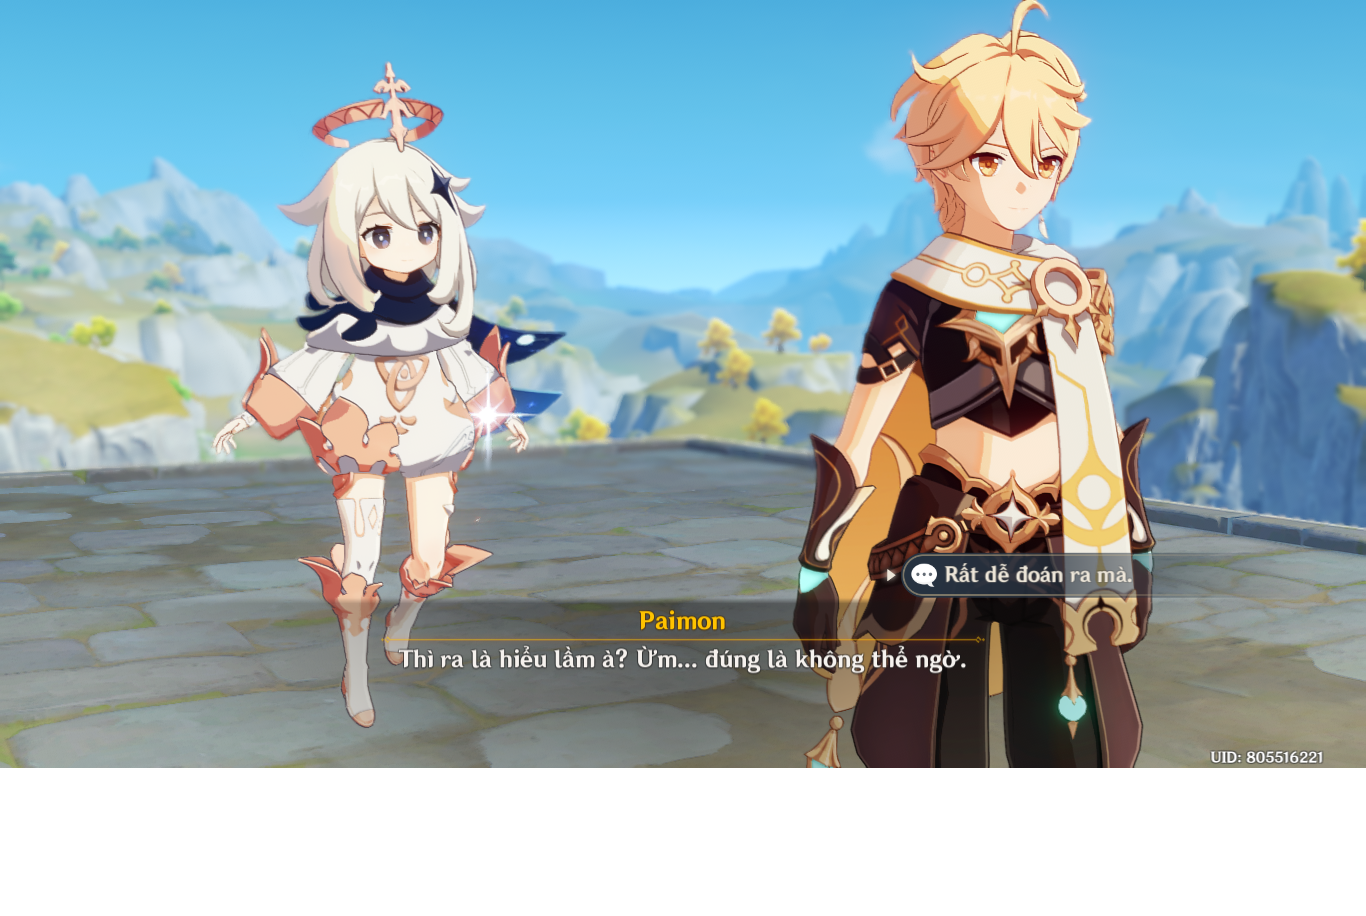 Rất dễ đoán ra mà.
Paimon
Thì ra là hiểu lầm à? Ừm... đúng là không thể ngờ.
UID: 805516221